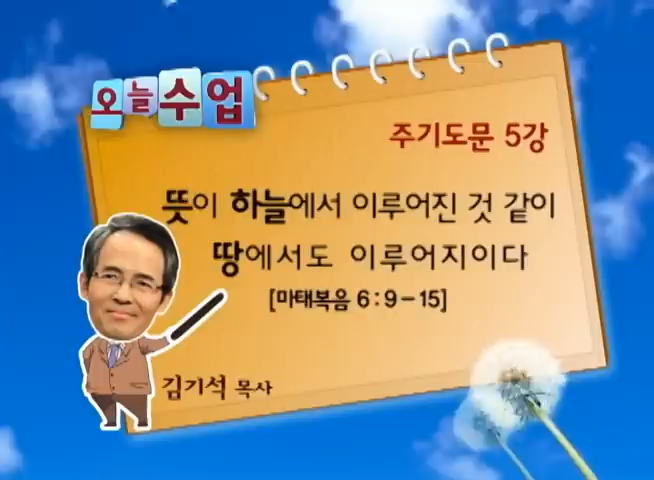 오늘수업
주기도문 5강
뜻이 하늘에서 이루어진 것 같이
땅에서도 이루어지이다
[마태복음 6:9-15]
김기석 목사